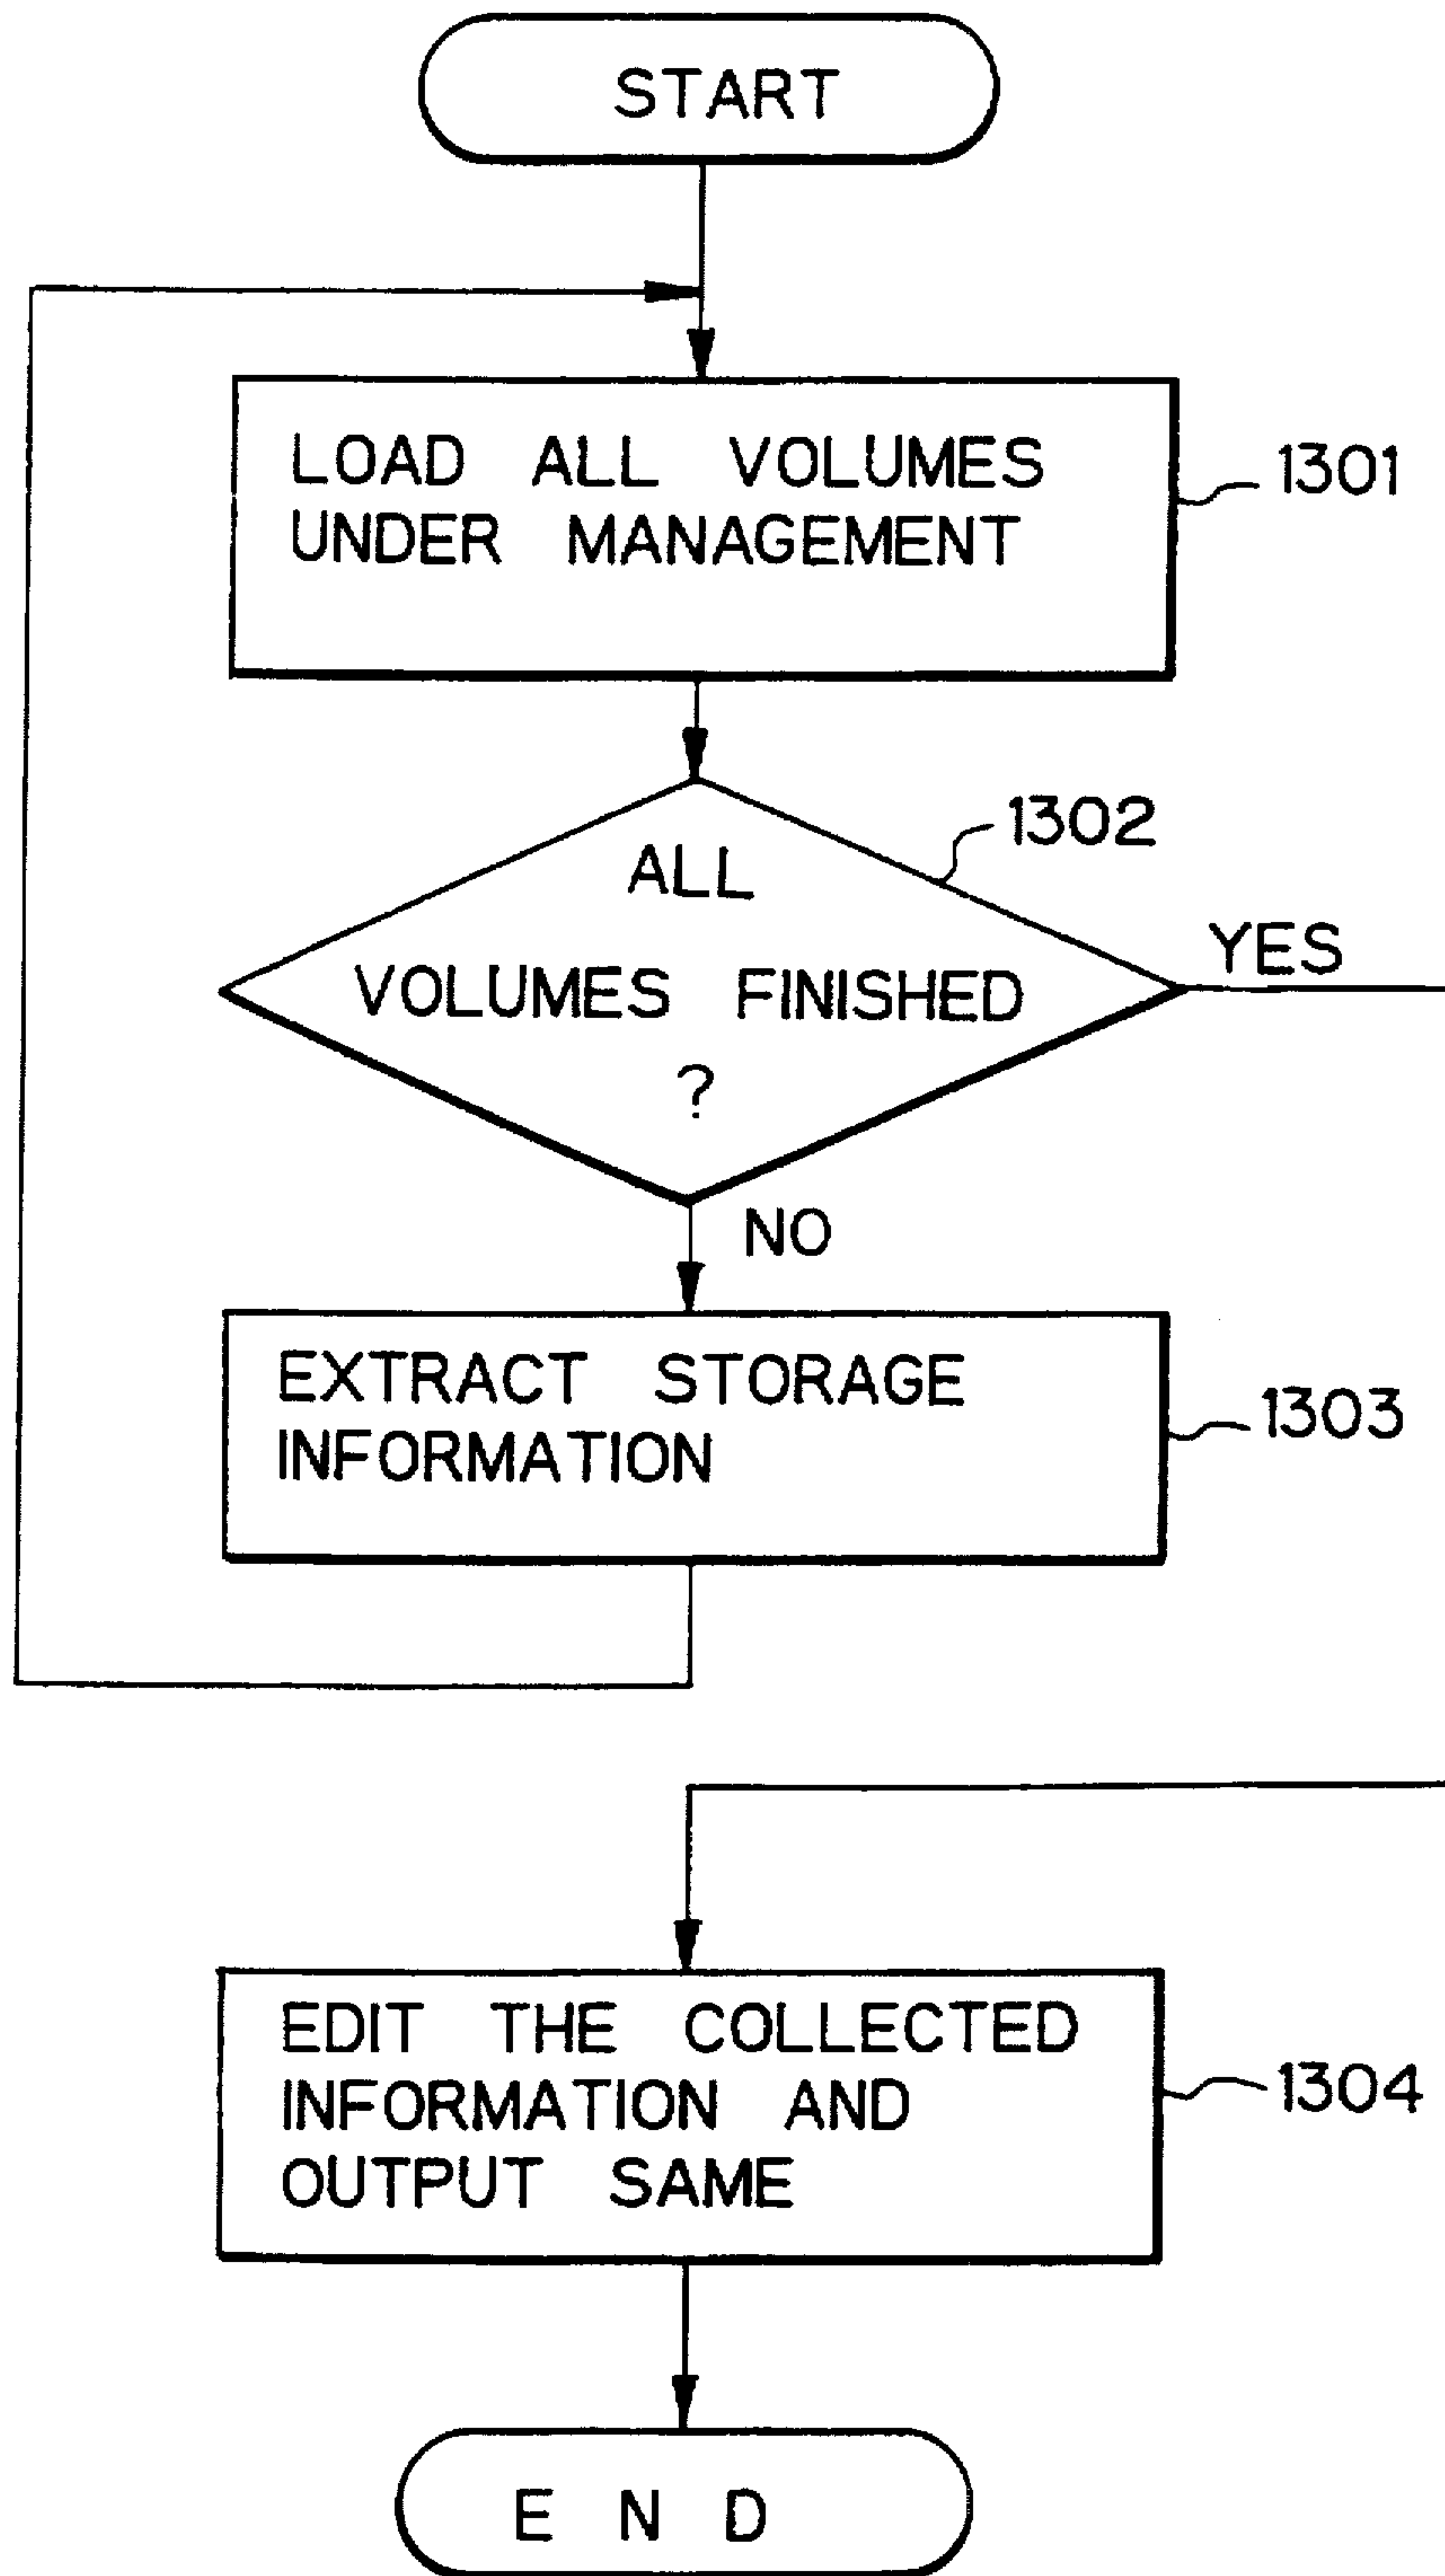 START
LOAD ALL VOLUMES
UNDER MANAGEMENT
1301
1302
ALL
VOLUMES FINISHED
?
YES
NO
EXTRACT STORAGE
INFORMATION
1303
EDIT THE COLLECTED
INFORMATION AND
OUTPUT SAME
1304
E N D